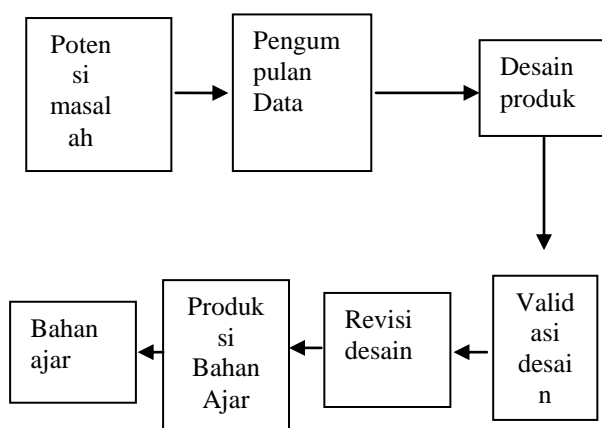 Poten
si
masal
ah
Pengum
pulan
Data
Desain
produk
Valid
asi
desai
n
Revisi
desain
Produk
si
Bahan
Ajar
Bahan
ajar